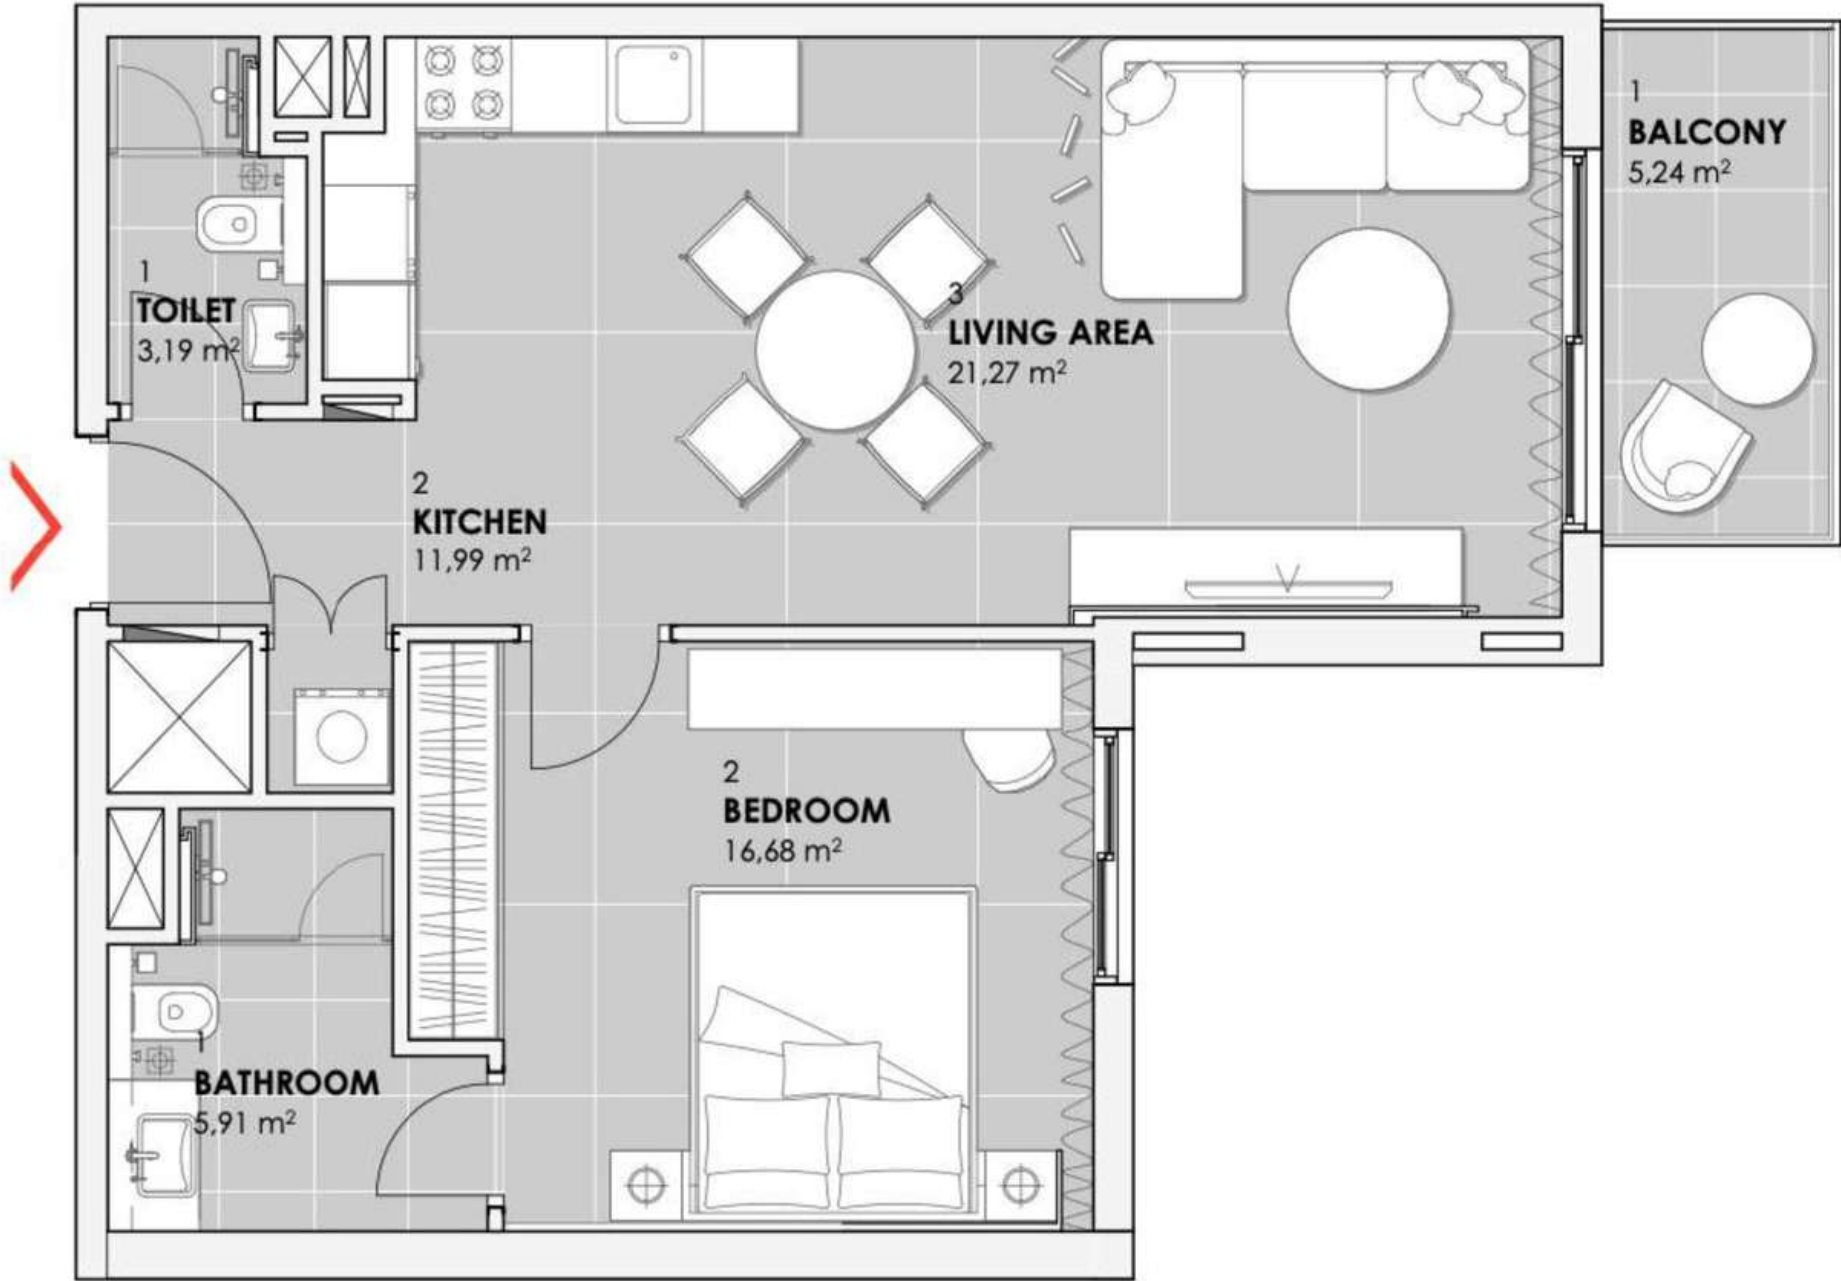 1
BALCONY
5,24 m²
1
TOILET
3,19 m²
3
LIVING AREA
21,27 m²
2
KITCHEN
11,99 m²
2
BEDROOM
16,68 m²
1
BATHROOM
5,91 m²